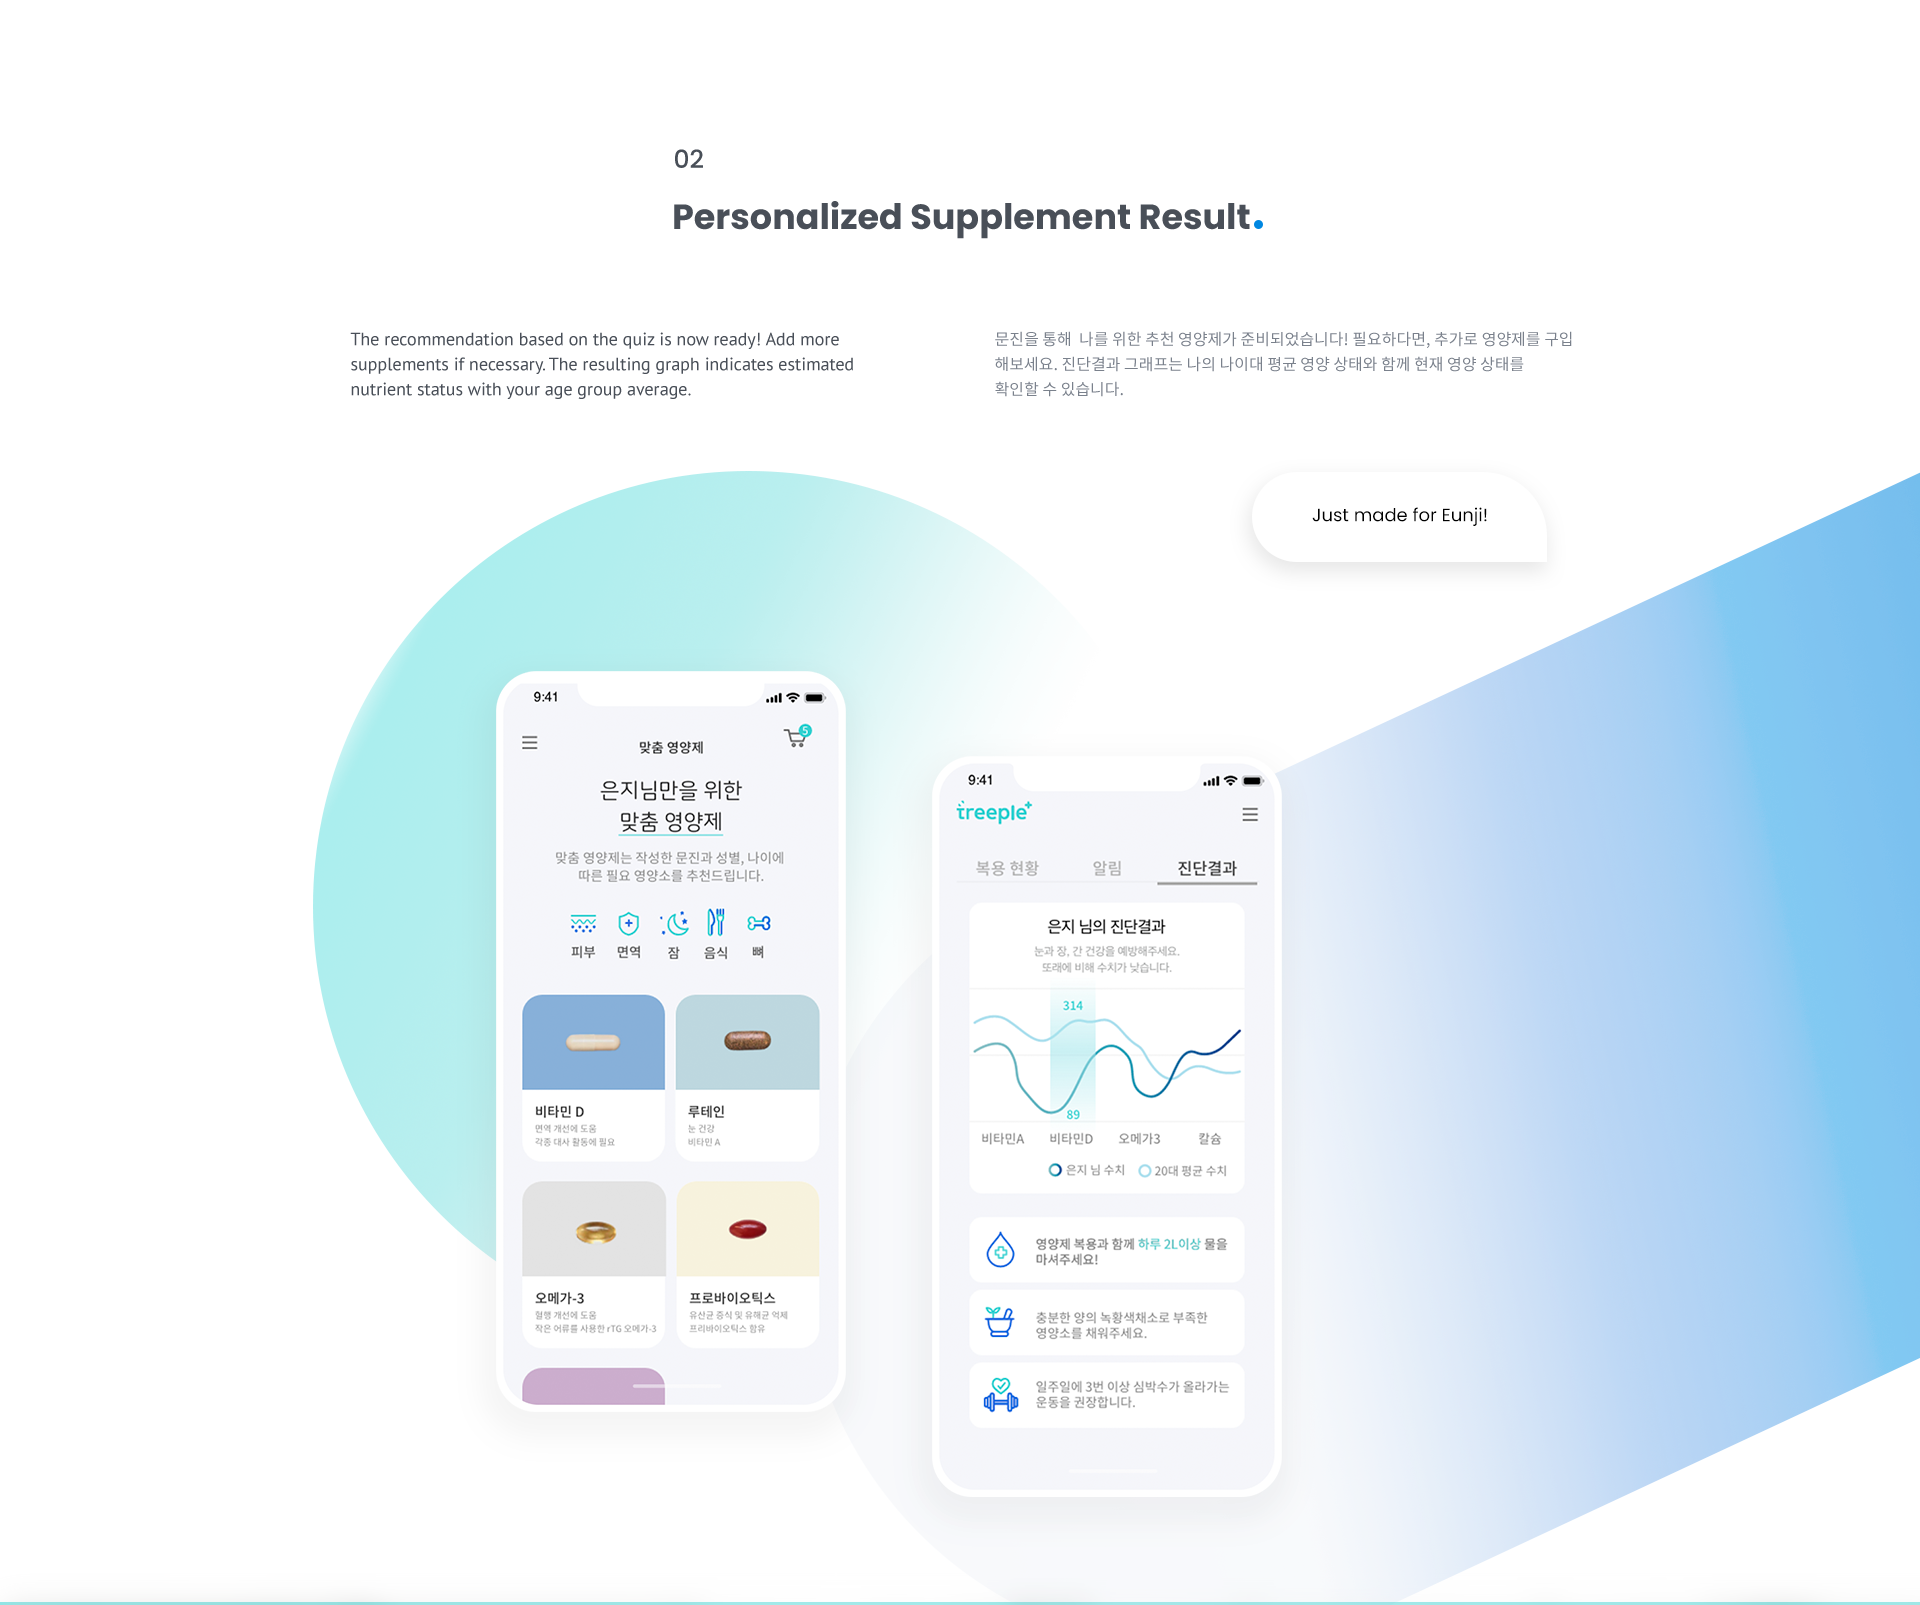 02
Personalized Supplement Result.
The recommendation based on the quiz is now ready! Add more
supplements if necessary. The resulting graph indicates estimated
nutrient status with your age group average.
문진을 통해 나를 위한 추천 영양제가 준비되었습니다! 필요하다면, 추가로 영양제를 구입
해보세요. 진단결과 그래프는 나의 나이대 평균 영양 상태와 함께 현재 영양 상태를
확인할 수 있습니다.
Just made for Eunji!
9:41
5
맞춤 영양제
은지님만을 위한
맞춤 영양제
맞춤 영양제는 작성한 문진과 성별, 나이에
따른 필요 영양소를 추천드립니다.
피부 면역 잠 음식 뼈
비타민 D
면역 개선에 도움
각종 대사 활동에 필요
루테인
눈 건강
비타민 A
오메가-3
혈행 개선에 도움
작은 어류를 사용한 rTG 오메가-3
프로바이오틱스
유산균 증식 및 유해균 억제
프리바이오틱스 함유
9:41
treeple
복용 현황 알림 진단결과
은지 님의 진단결과
눈과 장, 간 건강을 예방해주세요.
또래에 비해 수치가 낮습니다.
314
89
비타민A 비타민D 오메가3 칼슘
은지 님 수치 20대 평균 수치
영양제 복용과 함께 하루 2L이상 물을
마셔주세요!
충분한 양의 녹황색채소로 부족한
영양소를 채워주세요.
일주일에 3번 이상 심박수가 올라가는
운동을 권장합니다.